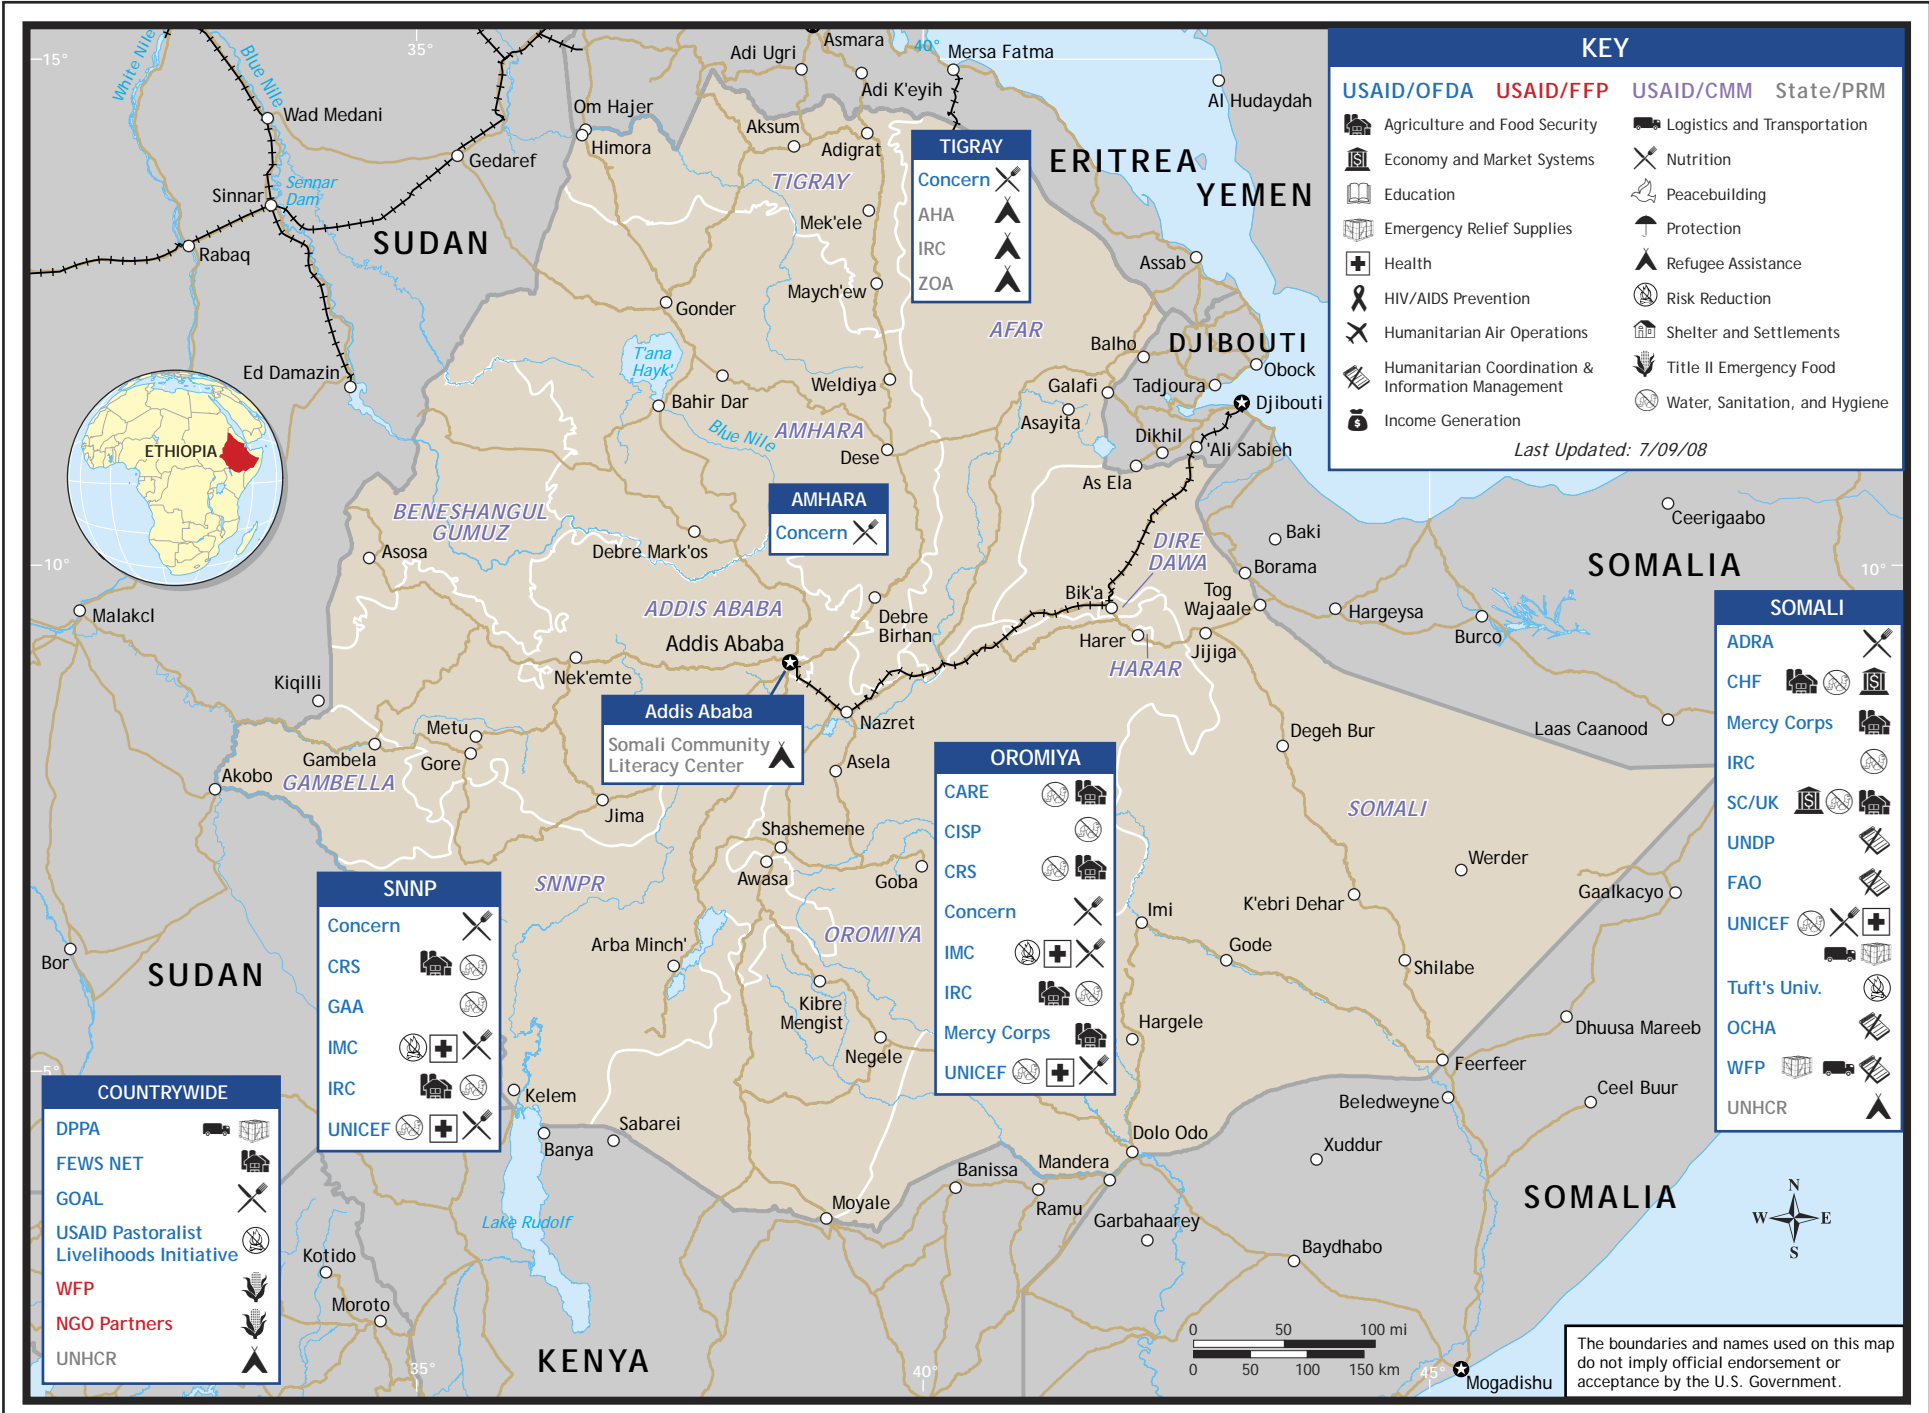 KEY
USAID/OFDA USAID/FFP USAID/CMM State/PRM
Agriculture and Food Security
Economy and Market Systems
Education
Emergency Relief Supplies
Health
HIV/AIDS Prevention
Humanitarian Air Operations
Humanitarian Coordination &
Information Management
Income Generation
Logistics and Transportation
Nutrition
Peacebuilding
Protection
Refugee Assistance
Risk Reduction
Shelter and Settlements
Title II Emergency Food
Water, Sanitation, and Hygiene
Last Updated: 7/09/08
15°
35°
40°
White Nile
Blue Nile
Asmara
Adi Ugri
Mersa Fatma
Adi K'eyih
Al Hudaydah
Wad Medani
Om Hajer
Himora
Aksum
Adigrat
Gedaref
TIGRAY
ERITREA
YEMEN
Sinnar
Sennar
Dam
Mek'ele
SUDAN
Rabaq
Assab
TIGRAY
Concern
AHA
IRC
ZOA
Maych'ew
Gonder
AFAR
Balho
DJIBOUTI
Obock
T'ana
Hayk'
Ed Damazin
Weldiya
Galafi
Tadjoura
Djibouti
Bahir Dar
Asayita
Blue Nile
AMHARA
Dikhil
'Ali Sabieh
Dese
As Ela
ETHIOPIA
AMHARA
Concern
BENESHANGUL
GUMUZ
Debre Mark'os
Asosa
Baki
DIRE
DAWA
Borama
Ceerigaabo
SOMALIA
10°
10°
Malakcl
ADDIS ABABA
Debre
Birhan
Bik'a
Tog
Wajaale
Hargeysa
Burco
Addis Ababa
Harer
Jijiga
HARAR
Nek'emte
Kiqilli
Addis Ababa
Somali Community
Literacy Center
Nazret
Degeh Bur
Laas Caanood
Metu
Gore
Gambela
GAMBELLA
Asela
Akobo
Jima
Shashemene
SOMALI
Awasa
Goba
Werder
SNNPR
K'ebri Dehar
Gaalkacyo
Imi
OROMIYA
Arba Minch'
Gode
Shilabe
Bor
SUDAN
Kibre
Mengist
Negele
Hargele
Dhuusa Mareeb
Feerfeer
OROMIYA
CARE
CISP
CRS
Concern
IMC
IRC
Mercy Corps
UNICEF
SOMALI
ADRA
CHF
Mercy Corps
IRC
SC/UK
UNDP
FAO
UNICEF
Tuft's Univ.
OCHA
WFP
UNHCR
SNNP
Concern
CRS
GAA
IMC
IRC
UNICEF
5°
Kelem
Ceel Buur
Beledweyne
Banya
Sabarei
Dolo Odo
Xuddur
Banissa
Mandera
Ramu
Moyale
Garbahaarey
SOMALIA
Lake Rudolf
Baydhabo
Kotido
Moroto
KENYA
COUNTRYWIDE
DPPA
FEWS NET
GOAL
USAID Pastoralist
Livelihoods Initiative
WFP
NGO Partners
UNHCR
35°
40°
45°
Mogadishu
N
W E
S
0 50 100 mi
0 50 100 150 km
The boundaries and names used on this map
do not imply official endorsement or
acceptance by the U.S. Government.